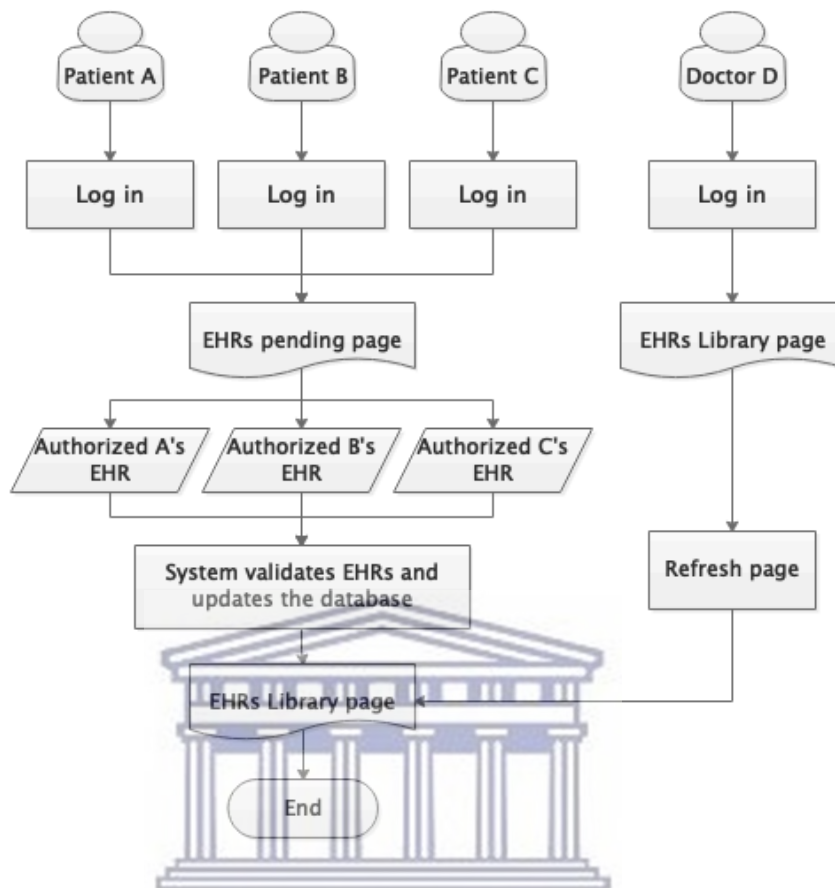 Patient A
Patient B
Patient C
Doctor D
Log in
Log in
Log in
Log in
EHRs pending page
EHRs Library page
Authorized A's
EHR
Authorized B's
EHR
Authorized C's
EHR
System validates EHRs and
updates the database
Refresh page
EHRs Library page
End